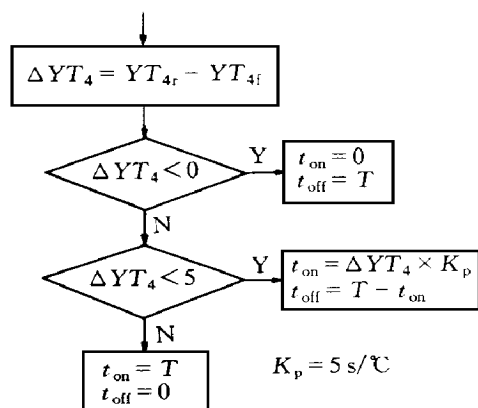 ΔYT₄ = YT₄ᵣ − YT₄f
ΔYT₄<0
Y
t_on = 0
t_off = T
N
ΔYT₄<5
Y
t_on = ΔYT₄ × K_p
t_off = T − t_on
N
t_on = T
t_off = 0
K_p = 5 s/℃